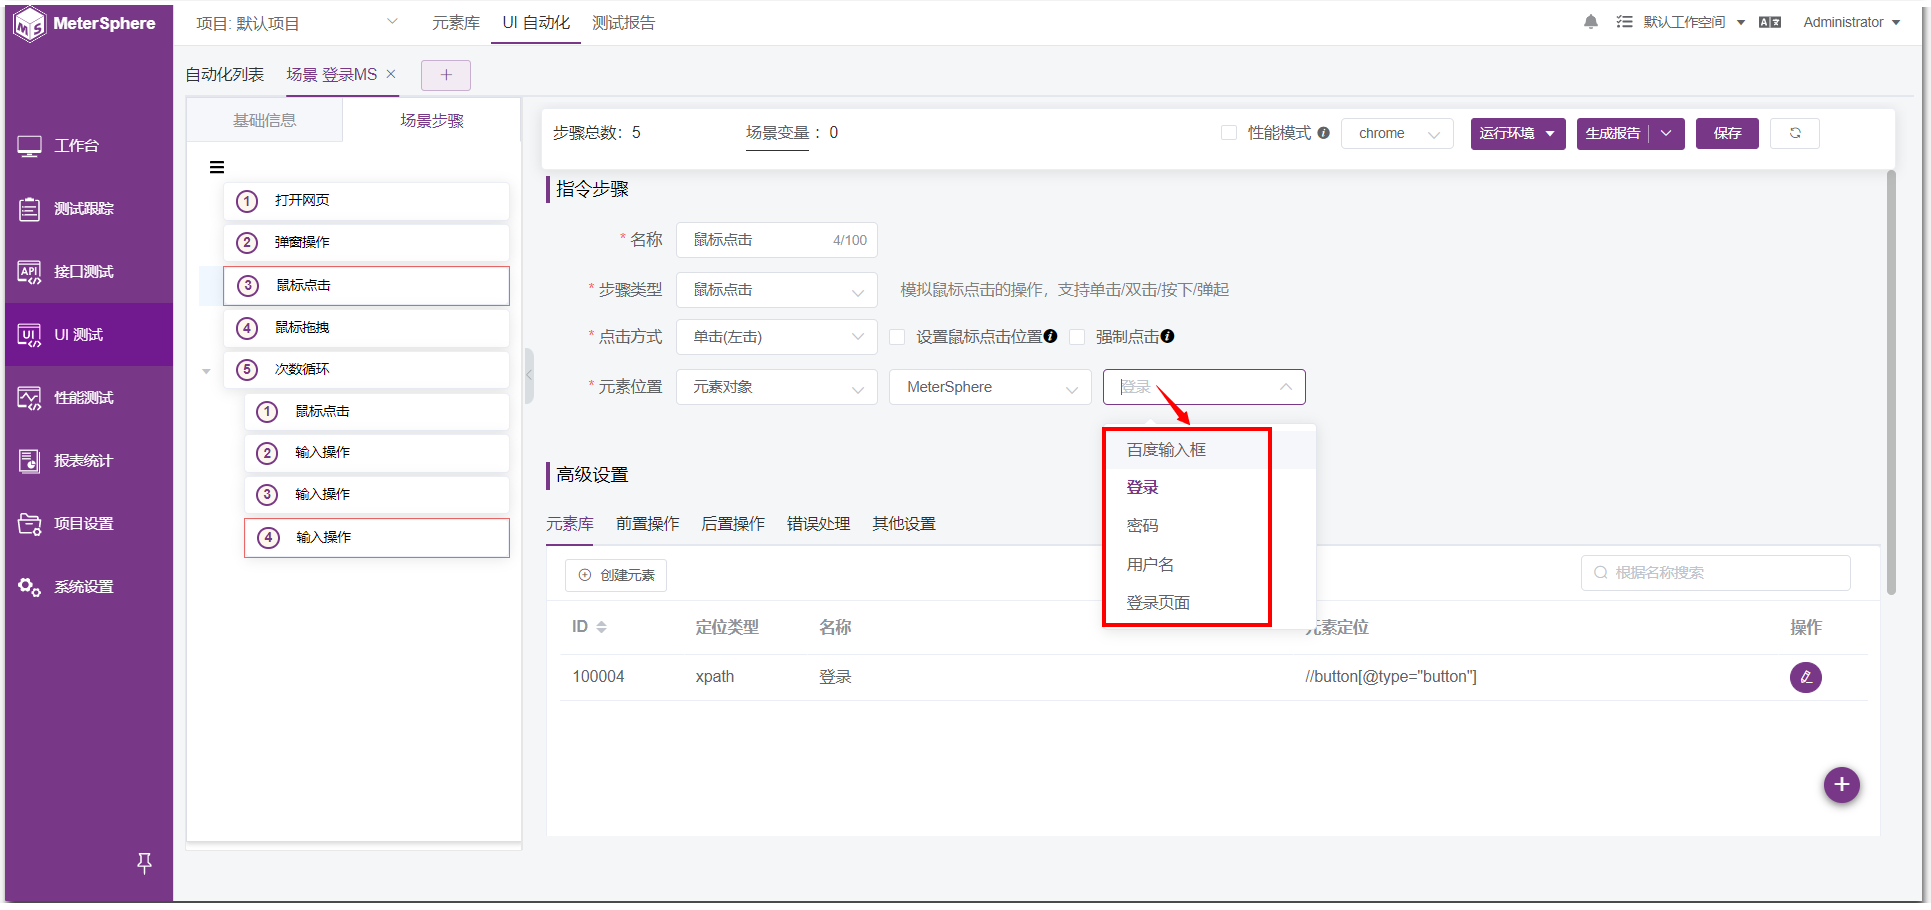 MeterSphere
项目: 默认项目
元素库
UI 自动化
测试报告
默认工作空间
Administrator
工作台
测试跟踪
接口测试
UI 测试
性能测试
报表统计
项目设置
系统设置
自动化列表
场景 登录MS
基础信息
场景步骤
1 打开网页
2 弹窗操作
3 鼠标点击
4 鼠标拖拽
5 次数循环
1 鼠标点击
2 输入操作
3 输入操作
4 输入操作
步骤总数: 5
场景变量 : 0
性能模式
chrome
运行环境
生成报告
保存
指令步骤
* 名称 鼠标点击 4/100
* 步骤类型 鼠标点击 模拟鼠标点击的操作，支持单击/双击/按下/弹起
* 点击方式 单击(左击) 设置鼠标点击位置 强制点击
* 元素位置 元素对象 MeterSphere 登录
百度输入框
登录
密码
用户名
登录页面
高级设置
元素库 前置操作 后置操作 错误处理 其他设置
创建元素
根据名称搜索
ID 定位类型 名称 元素定位 操作
100004 xpath 登录 //button[@type="button"]